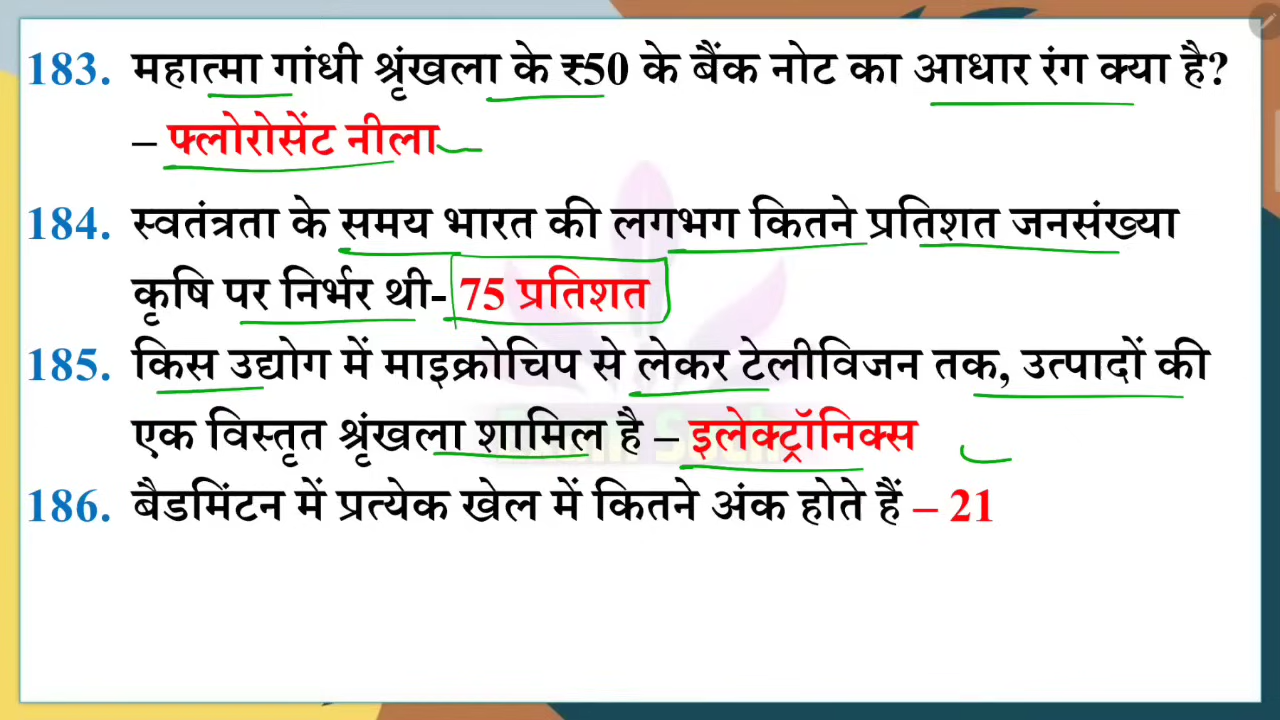 183. महात्मा गांधी श्रृंखला के ₹50 के बैंक नोट का आधार रंग क्या है?
– फ्लोरोसेंट नीला
184. स्वतंत्रता के समय भारत की लगभग कितने प्रतिशत जनसंख्या
कृषि पर निर्भर थी- 75 प्रतिशत
185. किस उद्योग में माइक्रोचिप से लेकर टेलीविजन तक, उत्पादों की
एक विस्तृत श्रृंखला शामिल है – इलेक्ट्रॉनिक्स
186. बैडमिंटन में प्रत्येक खेल में कितने अंक होते हैं – 21